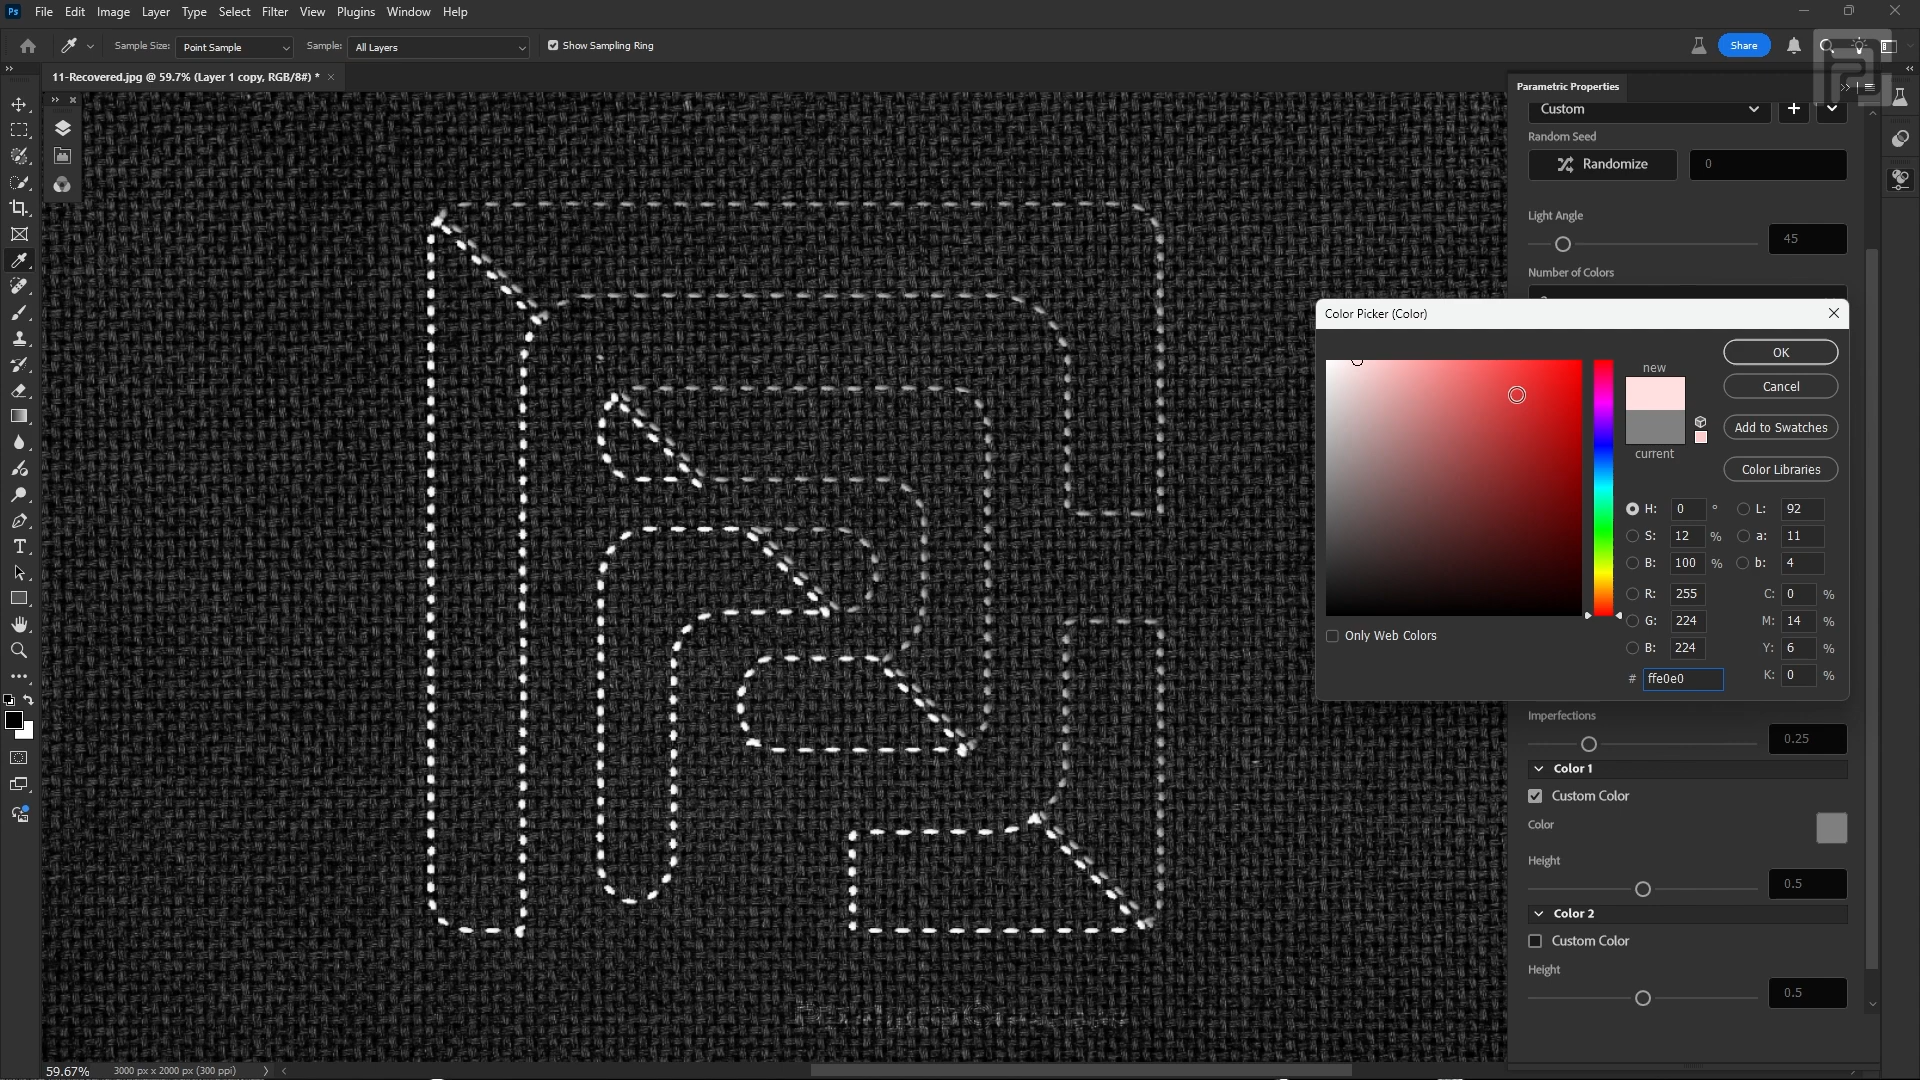 Ps File Edit Image Layer Type Select Filter View Plugins Window Help
Sample Size: Point Sample Sample: All Layers Show Sampling Ring Share
11-Recovered.jpg @ 59.7% (Layer 1 copy, RGB/8#) *
Parametric Properties
Custom
Random Seed
Randomize 0
Light Angle
45
Number of Colors
Color Picker (Color)
new
current
OK
Cancel
Add to Swatches
Color Libraries
H: 0 ° L: 92
S: 12 % a: 11
B: 100 % b: 4
R: 255 C: 0 %
G: 224 M: 14 %
B: 224 Y: 6 %
# ffe0e0 K: 0 %
Only Web Colors
Imperfections
0.25
Color 1
Custom Color
Color
Height
0.5
Color 2
Custom Color
Height
0.5
59.67% 3000 px x 2000 px (300 ppi)